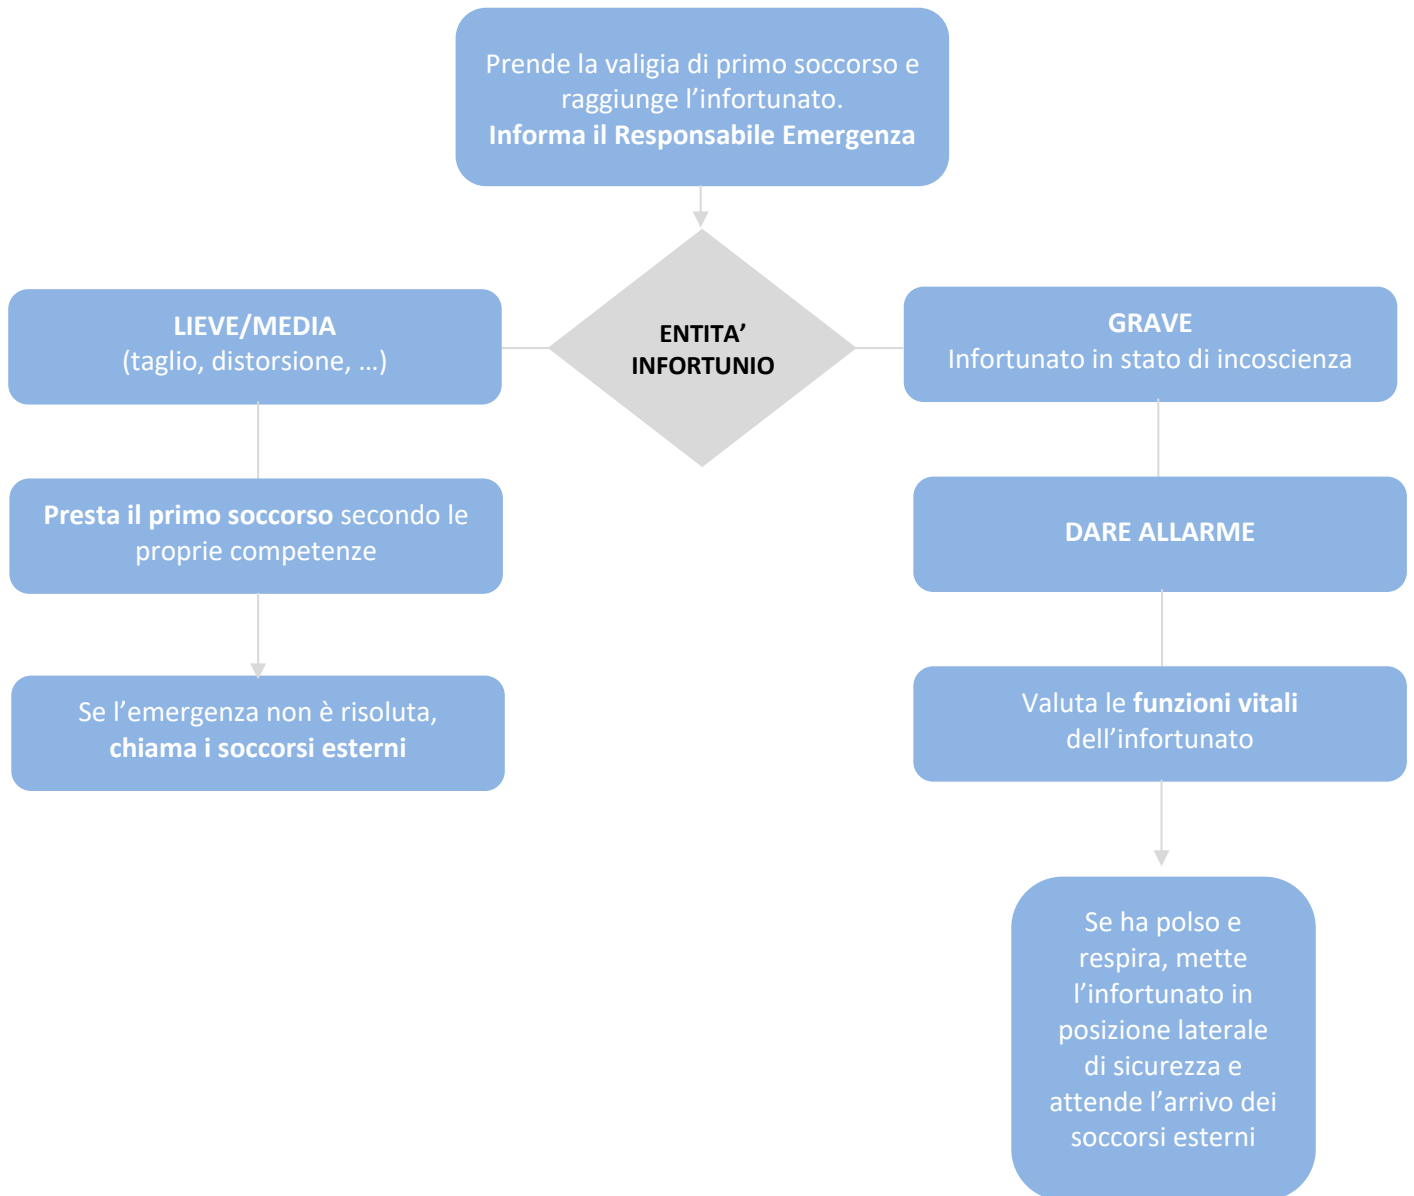 Prende la valigia di primo soccorso e
raggiunge l’infortunato.
Informa il Responsabile Emergenza
LIEVE/MEDIA
(taglio, distorsione, …)
ENTITA’
INFORTUNIO
GRAVE
Infortunato in stato di incoscienza
Presta il primo soccorso secondo le
proprie competenze
DARE ALLARME
Se l’emergenza non è risoluta,
chiama i soccorsi esterni
Valuta le funzioni vitali
dell’infortunato
Se ha polso e
respira, mette
l’infortunato in
posizione laterale
di sicurezza e
attende l’arrivo dei
soccorsi esterni